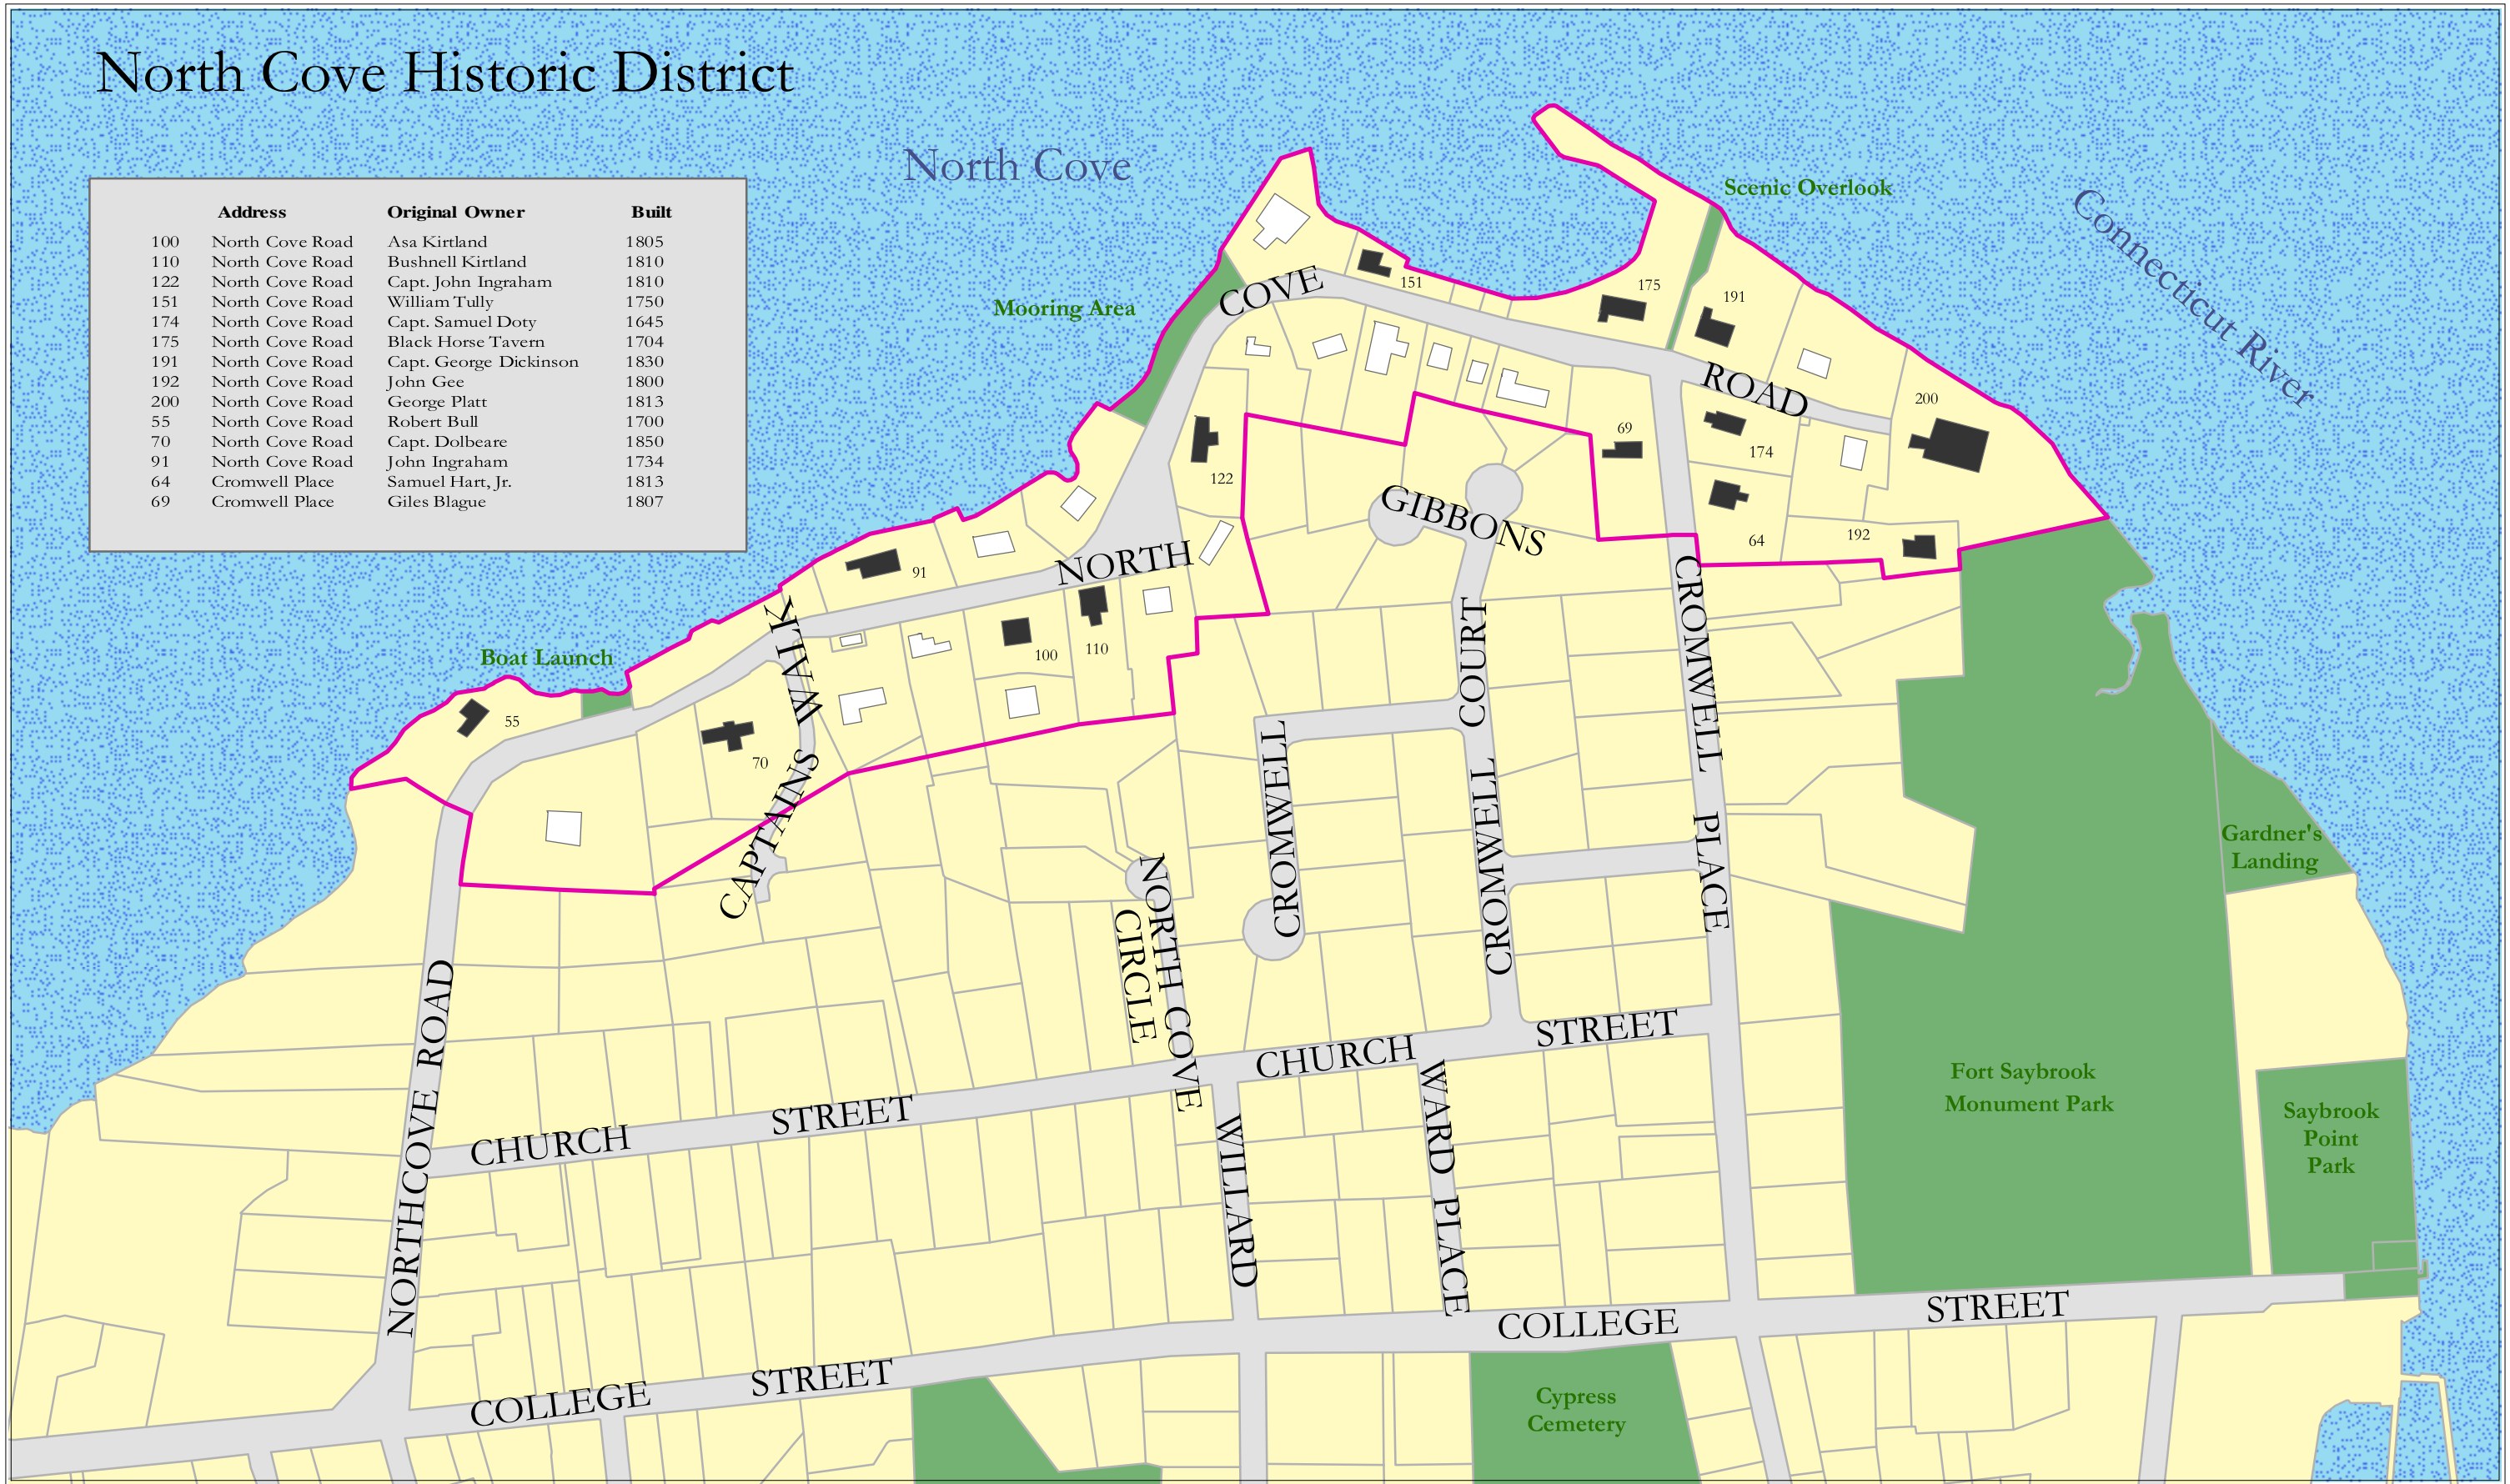 North Cove Historic District
North Cove
Connecticut River
Scenic Overlook
Mooring Area
Boat Launch
Address Original Owner Built
100 North Cove Road Asa Kirtland 1805
110 North Cove Road Bushnell Kirtland 1810
122 North Cove Road Capt. John Ingraham 1810
151 North Cove Road William Tully 1750
174 North Cove Road Capt. Samuel Doty 1645
175 North Cove Road Black Horse Tavern 1704
191 North Cove Road Capt. George Dickinson 1830
192 North Cove Road John Gee 1800
200 North Cove Road George Platt 1813
55 North Cove Road Robert Bull 1700
70 North Cove Road Capt. Dolbeare 1850
91 North Cove Road John Ingraham 1734
64 Cromwell Place Samuel Hart, Jr. 1813
69 Cromwell Place Giles Blague 1807
151
175
191
200
69
174
122
192
64
91
100
110
55
70
NORTH
COVE
ROAD
GIBBONS
CAPTAINS WALK
COURT
CROMWELL
CROMWELL
CROMWELL PLACE
NORTH COVE
CIRCLE
NORTHCOVE ROAD
CHURCH
STREET
CHURCH
STREET
WILLARD
WARD PLACE
COLLEGE
STREET
COLLEGE
STREET
Gardner's
Landing
Fort Saybrook
Monument Park
Saybrook
Point
Park
Cypress
Cemetery